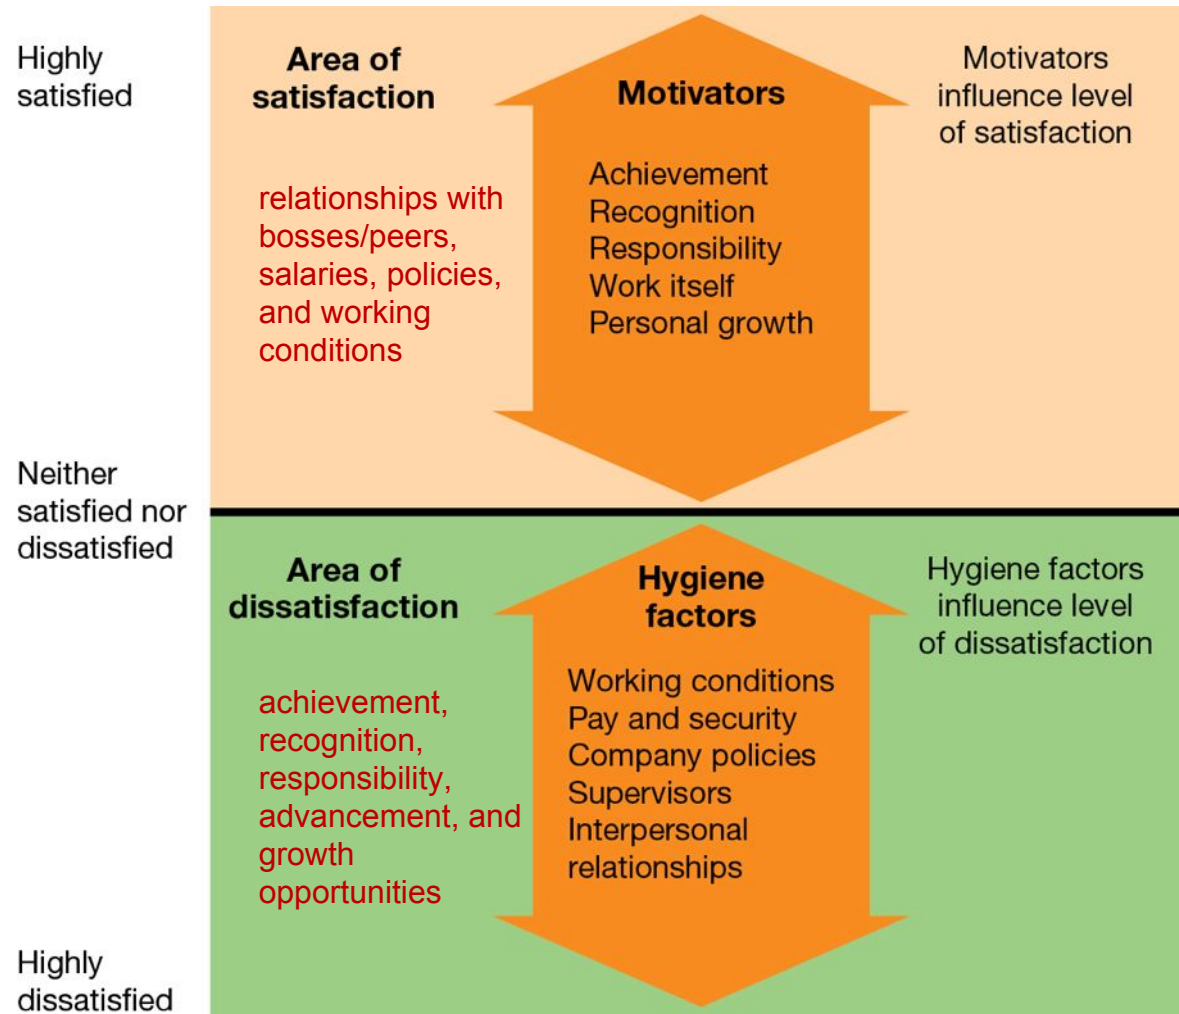 Highly
satisfied
Area of
satisfaction
relationships with
bosses/peers,
salaries, policies,
and working
conditions
Motivators
Achievement
Recognition
Responsibility
Work itself
Personal growth
Motivators
influence level
of satisfaction
Neither
satisfied nor
dissatisfied
Area of
dissatisfaction
achievement,
recognition,
responsibility,
advancement, and
growth
opportunities
Hygiene
factors
Working conditions
Pay and security
Company policies
Supervisors
Interpersonal
relationships
Hygiene factors
influence level
of dissatisfaction
Highly
dissatisfied